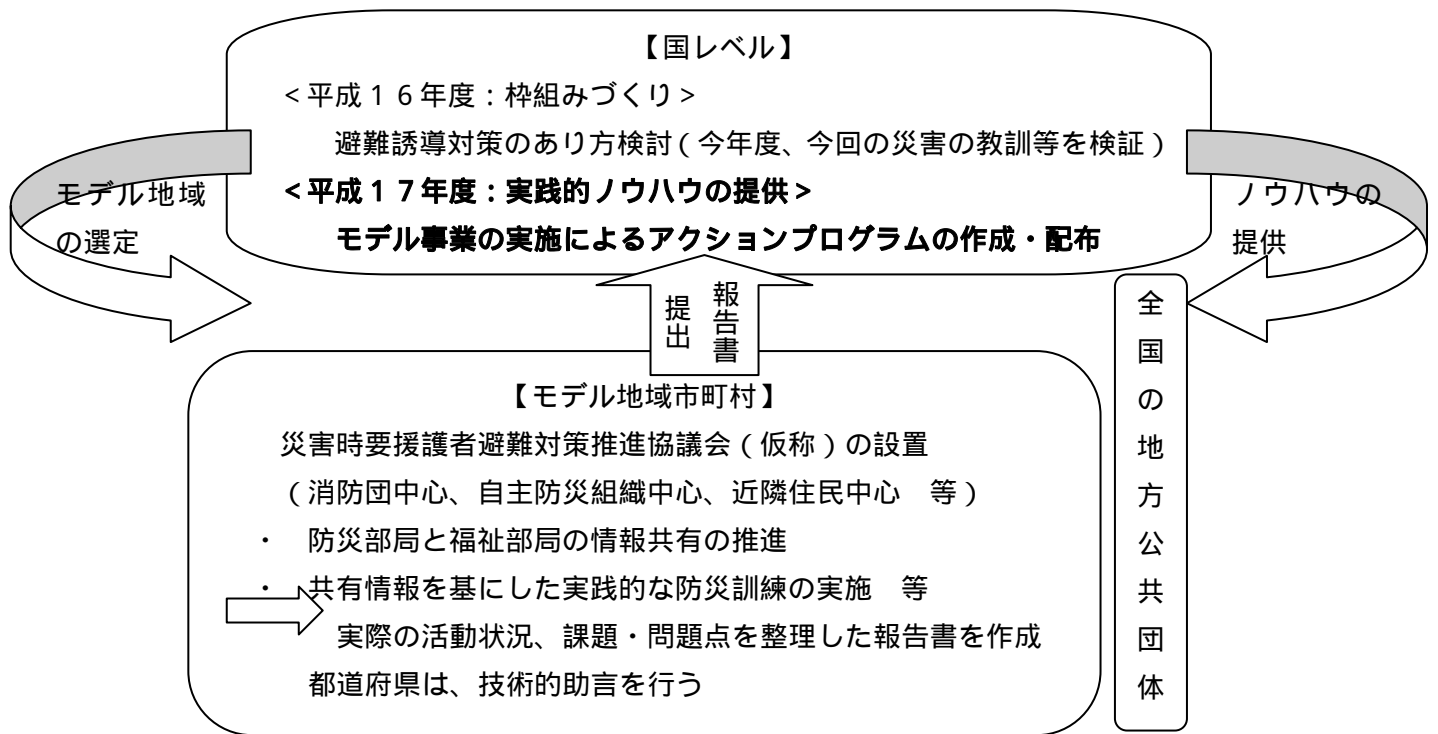 【国レベル】
<平成16年度：枠組みづくり>
避難誘導対策のあり方検討（今年度、今回の災害の教訓等を検証）
<平成17年度：実践的ノウハウの提供>
モデル事業の実施によるアクションプログラムの作成・配布
モデル地域
の選定
ノウハウの
提供
報告書
提出
【モデル地域市町村】
災害時要援護者避難対策推進協議会（仮称）の設置
（消防団中心、自主防災組織中心、近隣住民中心　等）
・　防災部局と福祉部局の情報共有の推進
・　共有情報を基にした実践的な防災訓練の実施　等
実際の活動状況、課題・問題点を整理した報告書を作成
都道府県は、技術的助言を行う
全国の地方公共団体